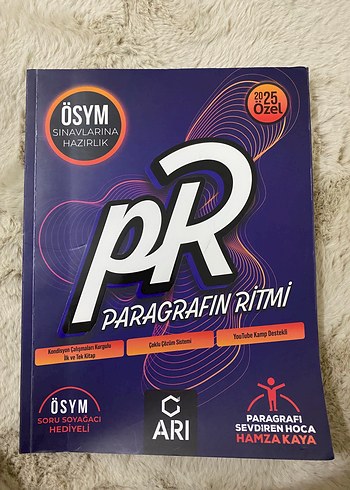 ÖSYM
SINAVLARINA
HAZIRLIK
2025
Özel
PR
PARAGRAFIN RİTMİ
Kondisyon Çalışmaları Kurgulu
İlk ve Tek Kitap
Çoklu Çözüm Sistemi
YouTube Kamp Destekli
ÖSYM
SORU SOYAĞACI
HEDİYELİ
ARI
PARAGRAFI
SEVDİREN HOCA
HAMZA KAYA